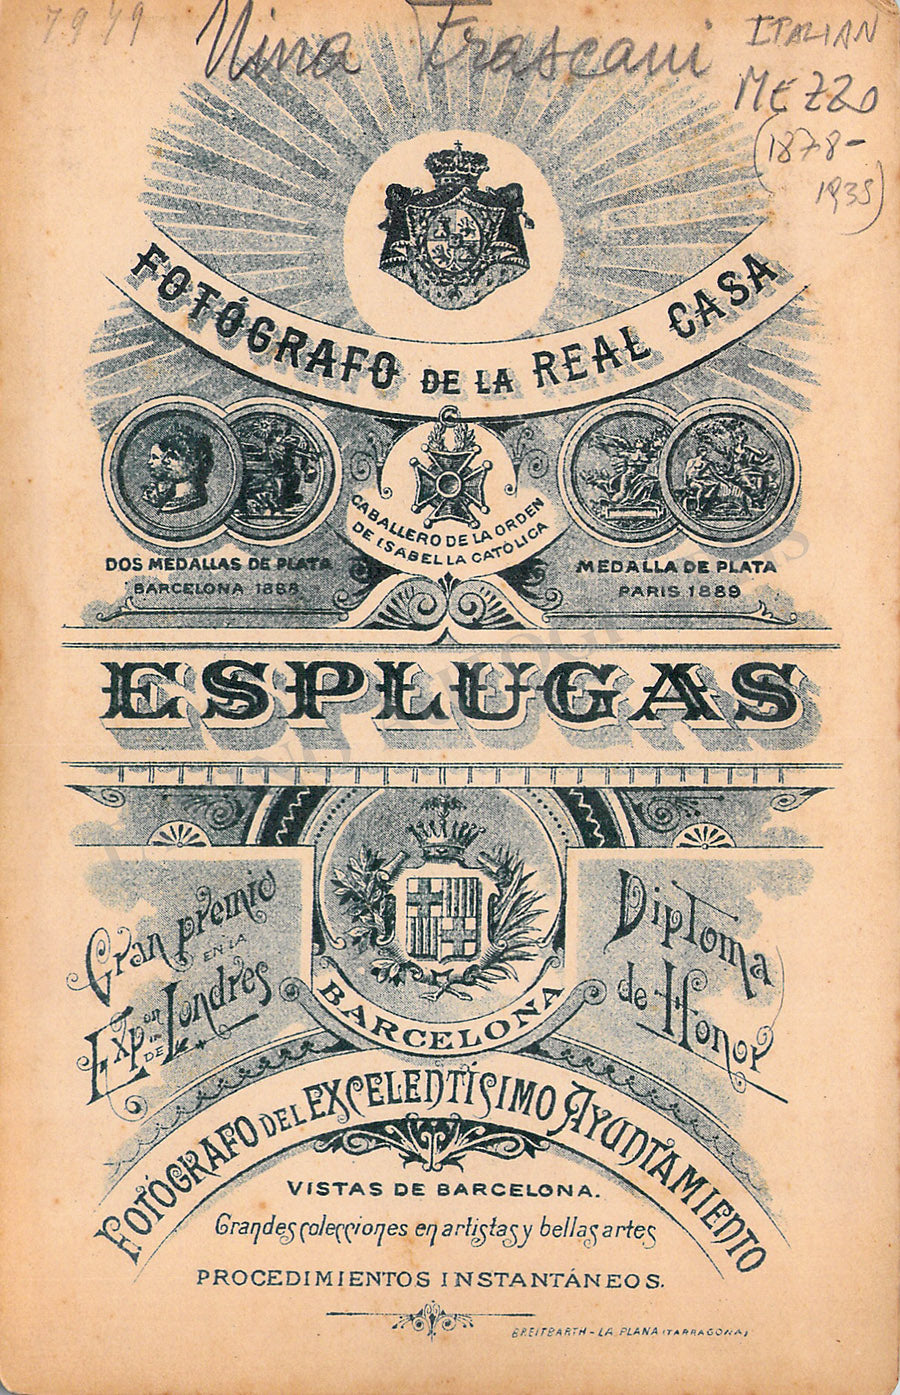 7979
Nina Frascani
ITALIAN
MEZZO
(1878-
1935)
FOTÓGRAFO DE LA REAL CASA
CABALLERO DE LA ORDEN
DE ISABEL LA CATÓLICA
DOS MEDALLAS DE PLATA
BARCELONA 1888
MEDALLA DE PLATA
PARIS 1889
ESPLUGAS
Gran premio
EN LA
Expon DE Londres
Diploma
de Honor
BARCELONA
FOTÓGRAFO DEL EXCELENTÍSIMO AYUNTAMIENTO
VISTAS DE BARCELONA.
Grandes colecciones en artistas y bellas artes
PROCEDIMIENTOS INSTANTÁNEOS.
BREITBARTH - LA PLANA (TARRAGONA)